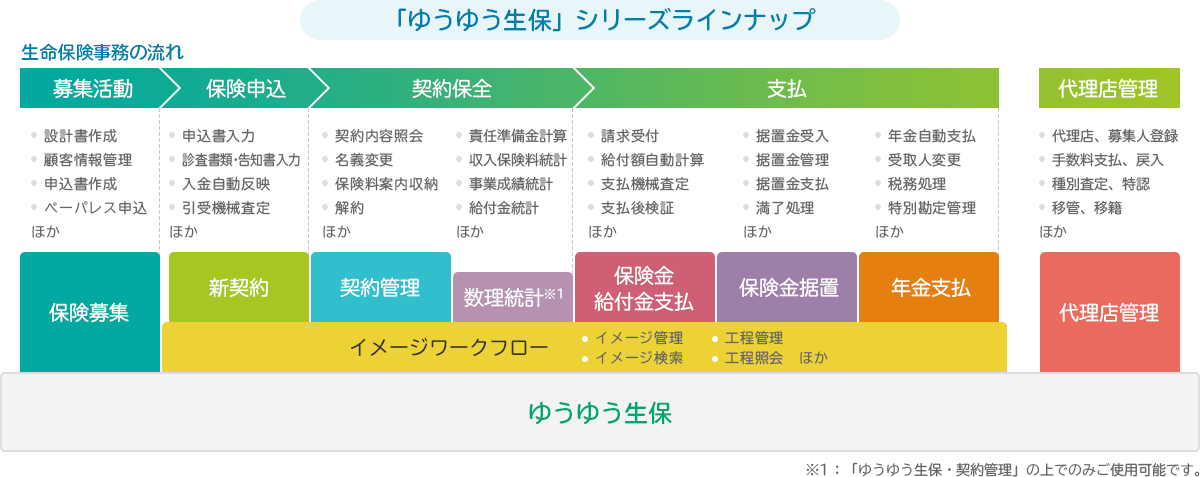 「ゆうゆう生保」シリーズラインナップ
生命保険事務の流れ
募集活動
保険申込
契約保全
支払
代理店管理
設計書作成
顧客情報管理
申込書作成
ペーパレス申込
ほか
申込書入力
診査書類・告知書入力
入金自動反映
引受機械査定
ほか
契約内容照会
名義変更
保険料案内収納
解約
ほか
責任準備金計算
収入保険料統計
事業成績統計
給付金統計
ほか
請求受付
給付額自動計算
支払機械査定
支払後検証
ほか
据置金受入
据置金管理
据置金支払
満了処理
ほか
年金自動支払
受取人変更
税務処理
特別勘定管理
ほか
代理店、募集人登録
手数料支払、戻入
種別査定、特認
移管、移籍
ほか
保険募集
新契約
契約管理
数理統計※1
保険金
給付金支払
保険金据置
年金支払
代理店管理
イメージワークフロー
イメージ管理
イメージ検索
工程管理
工程照会 ほか
ゆうゆう生保
※1：「ゆうゆう生保・契約管理」の上でのみご使用可能です。